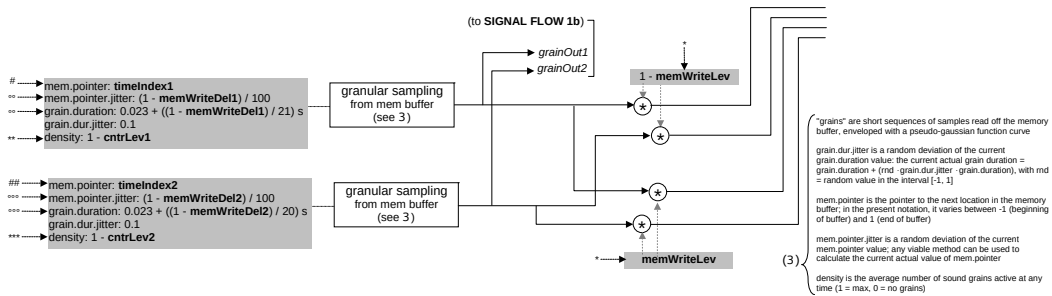 (to SIGNAL FLOW 1b)
grainOut1
grainOut2
*
1 - memWriteLev
# mem.pointer: timeIndex1
°° mem.pointer.jitter: (1 - memWriteDel1) / 100
°° grain.duration: 0.023 + ((1 - memWriteDel1) / 21) s
grain.dur.jitter: 0.1
** density: 1 - cntrLev1
granular sampling
from mem buffer
(see 3)
*
*
## mem.pointer: timeIndex2
°°° mem.pointer.jitter: (1 - memWriteDel2) / 100
°°° grain.duration: 0.023 + ((1 - memWriteDel2) / 20) s
grain.dur.jitter: 0.1
*** density: 1 - cntrLev2
granular sampling
from mem buffer
(see 3)
*
*
* memWriteLev
(3)
"grains" are short sequences of samples read off the memory
buffer, enveloped with a pseudo-gaussian function curve
grain.dur.jitter is a random deviation of the current
grain.duration value: the current actual grain duration =
grain.duration + (rnd ·grain.dur.jitter ·grain.duration), with rnd
= random value in the interval [-1, 1]
mem.pointer is the pointer to the next location in the memory
buffer; in the present notation, it varies between -1 (beginning
of buffer) and 1 (end of buffer)
mem.pointer.jitter is a random deviation of the current
mem.pointer value; any viable method can be used to
calculate the current actual value of mem.pointer
density is the average number of sound grains active at any
time (1 = max, 0 = no grains)